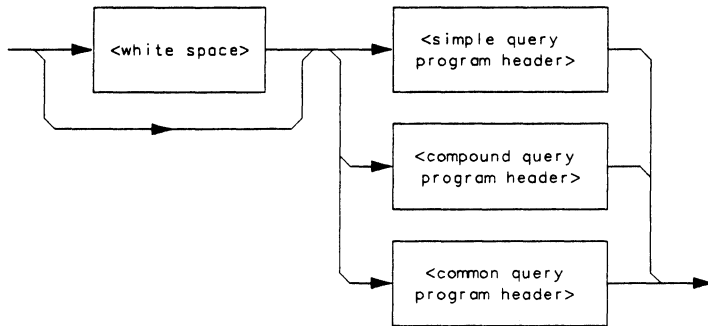 <white space>
<simple query
program header>
<compound query
program header>
<common query
program header>